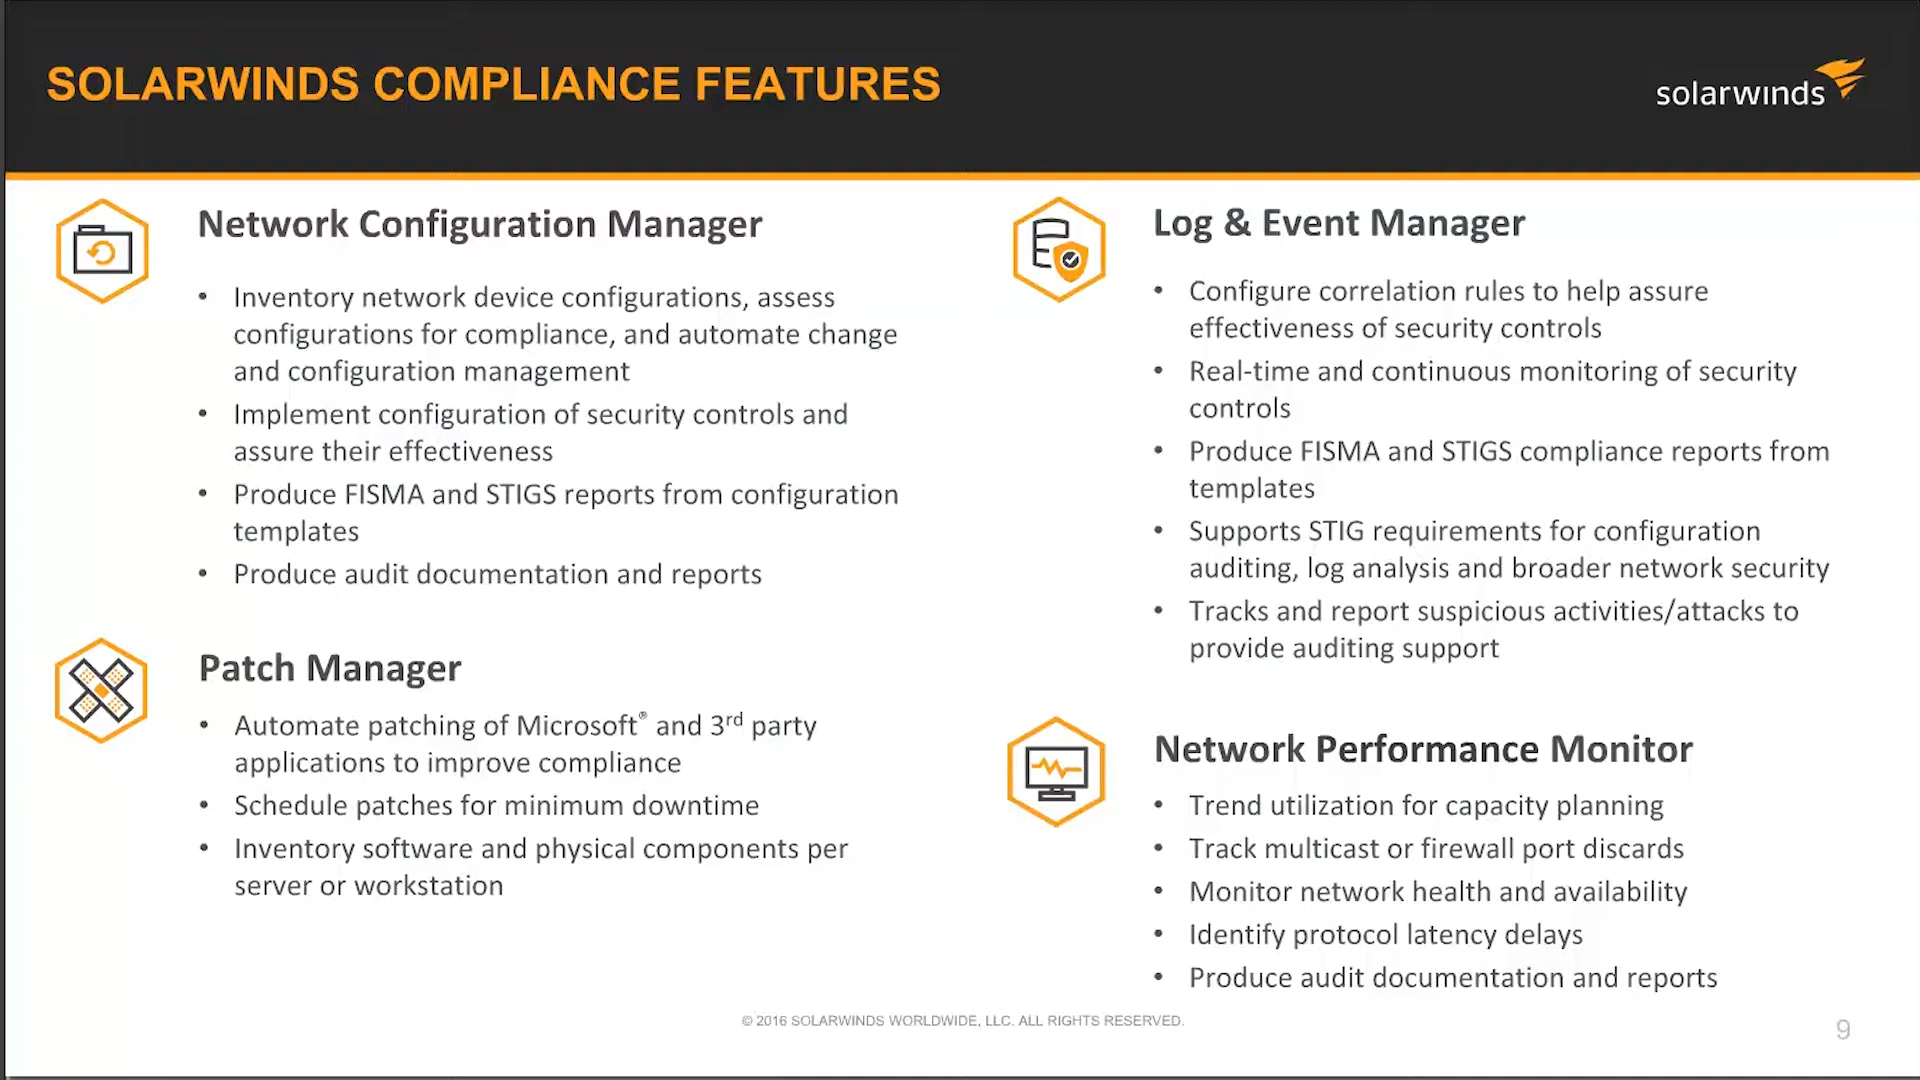 SOLARWINDS COMPLIANCE FEATURES
solarwinds
Network Configuration Manager
• Inventory network device configurations, assess
configurations for compliance, and automate change
and configuration management
• Implement configuration of security controls and
assure their effectiveness
• Produce FISMA and STIGS reports from configuration
templates
• Produce audit documentation and reports
Patch Manager
• Automate patching of Microsoft® and 3rd party
applications to improve compliance
• Schedule patches for minimum downtime
• Inventory software and physical components per
server or workstation
Log & Event Manager
• Configure correlation rules to help assure
effectiveness of security controls
• Real-time and continuous monitoring of security
controls
• Produce FISMA and STIGS compliance reports from
templates
• Supports STIG requirements for configuration
auditing, log analysis and broader network security
• Tracks and report suspicious activities/attacks to
provide auditing support
Network Performance Monitor
• Trend utilization for capacity planning
• Track multicast or firewall port discards
• Monitor network health and availability
• Identify protocol latency delays
• Produce audit documentation and reports
© 2016 SOLARWINDS WORLDWIDE, LLC. ALL RIGHTS RESERVED.
9